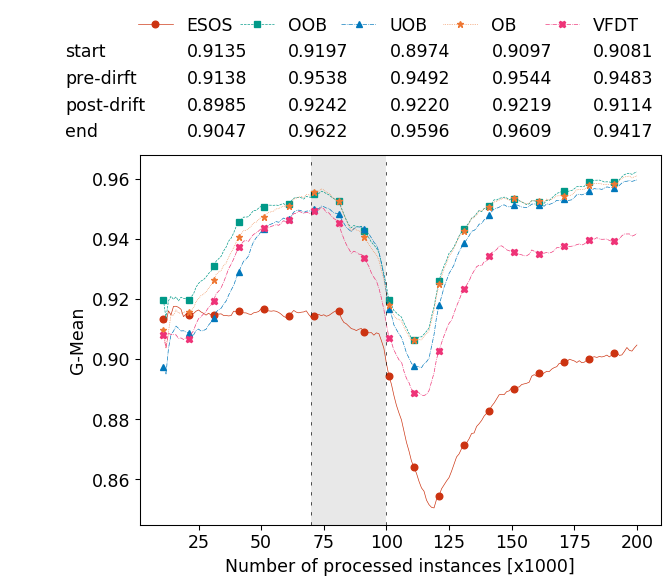 ESOS OOB UOB OB VFDT
start 0.9135 0.9197 0.8974 0.9097 0.9081
pre-dirft 0.9138 0.9538 0.9492 0.9544 0.9483
post-drift 0.8985 0.9242 0.9220 0.9219 0.9114
end 0.9047 0.9622 0.9596 0.9609 0.9417
0.96
0.94
0.92
0.90
0.88
0.86
G-Mean
25 50 75 100 125 150 175 200
Number of processed instances [x1000]